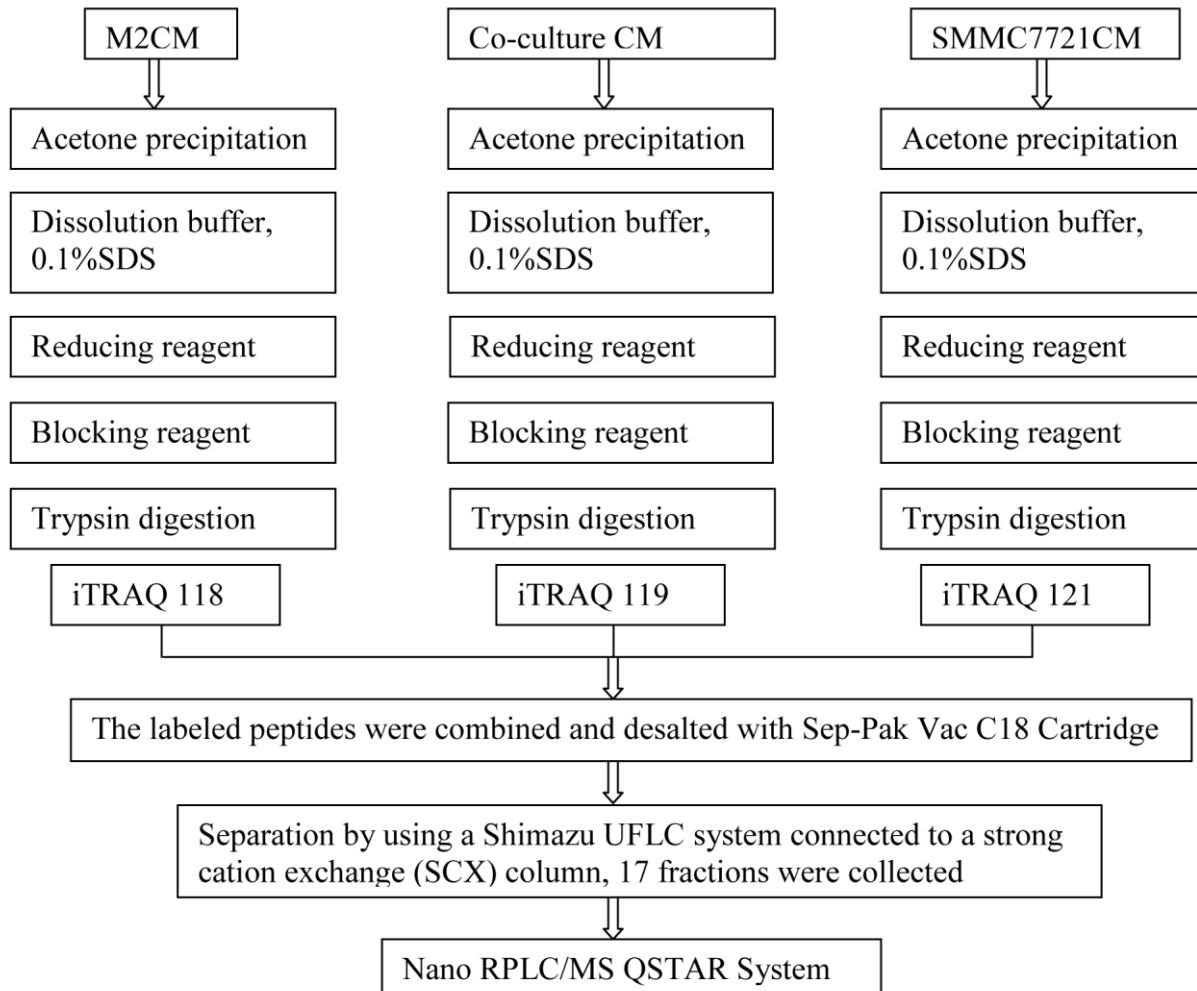 M2CM
Co-culture CM
SMMC7721CM
Acetone precipitation
Acetone precipitation
Acetone precipitation
Dissolution buffer,
0.1%SDS
Dissolution buffer,
0.1%SDS
Dissolution buffer,
0.1%SDS
Reducing reagent
Reducing reagent
Reducing reagent
Blocking reagent
Blocking reagent
Blocking reagent
Trypsin digestion
Trypsin digestion
Trypsin digestion
iTRAQ 118
iTRAQ 119
iTRAQ 121
The labeled peptides were combined and desalted with Sep-Pak Vac C18 Cartridge
Separation by using a Shimazu UFLC system connected to a strong
cation exchange (SCX) column, 17 fractions were collected
Nano RPLC/MS QSTAR System